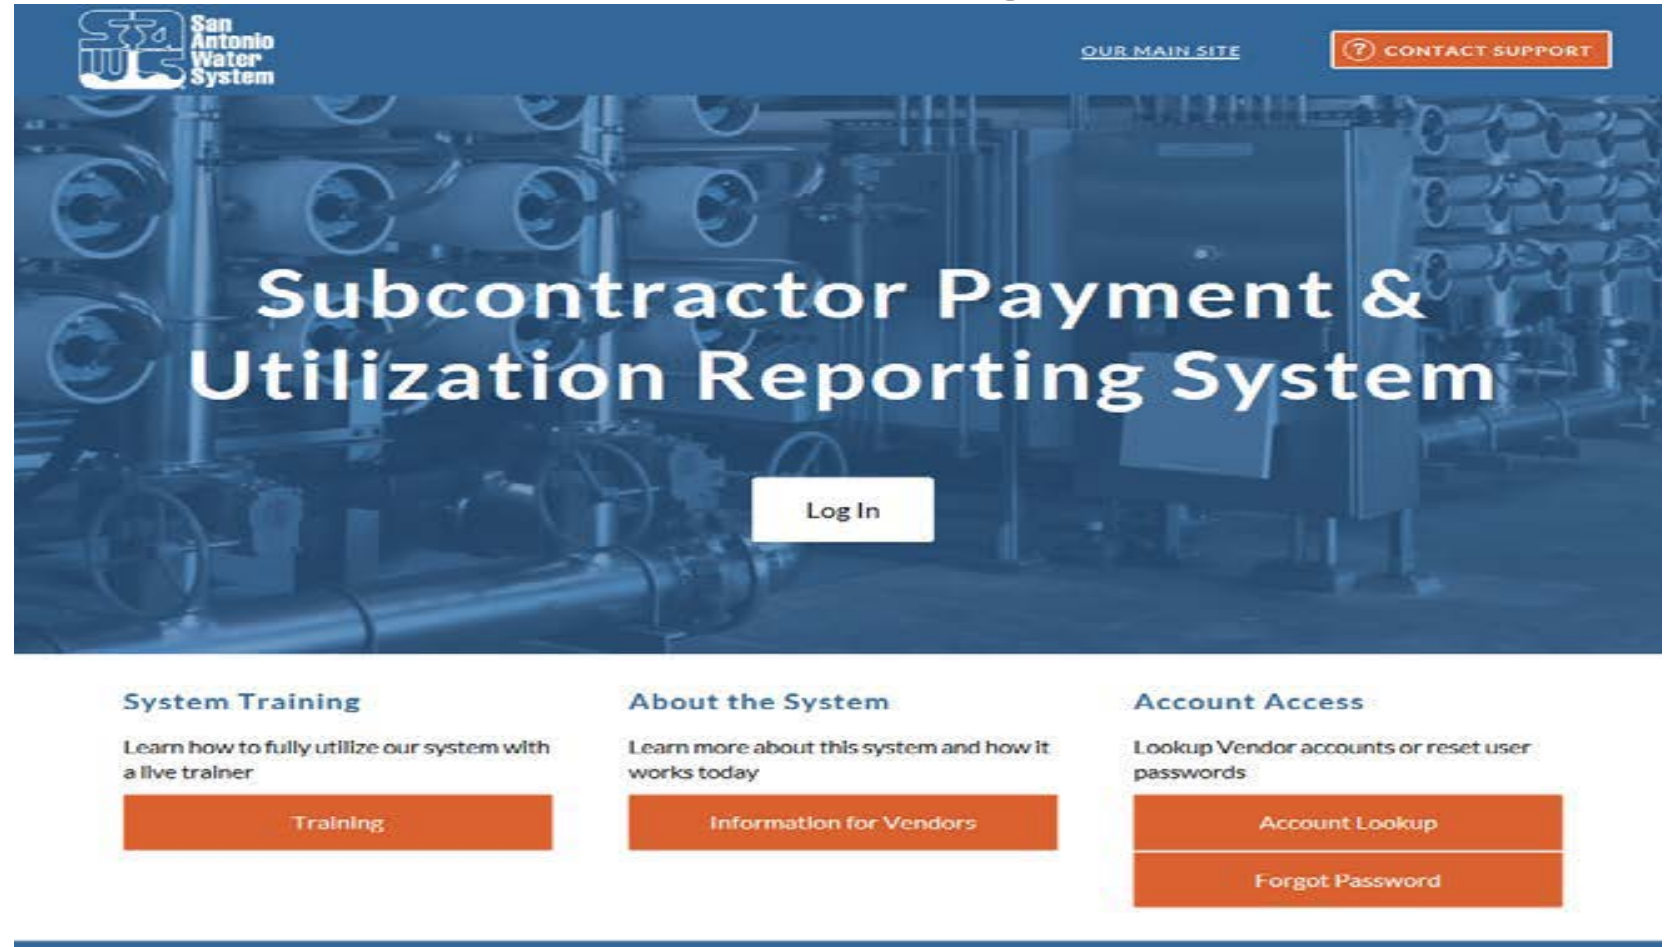 San
Antonio
Water
System
OUR MAIN SITE
? CONTACT SUPPORT
Subcontractor Payment &
Utilization Reporting System
Log In
System Training
Learn how to fully utilize our system with
a live trainer
Training
About the System
Learn more about this system and how it
works today
Information for Vendors
Account Access
Lookup Vendor accounts or reset user
passwords
Account Lookup
Forgot Password